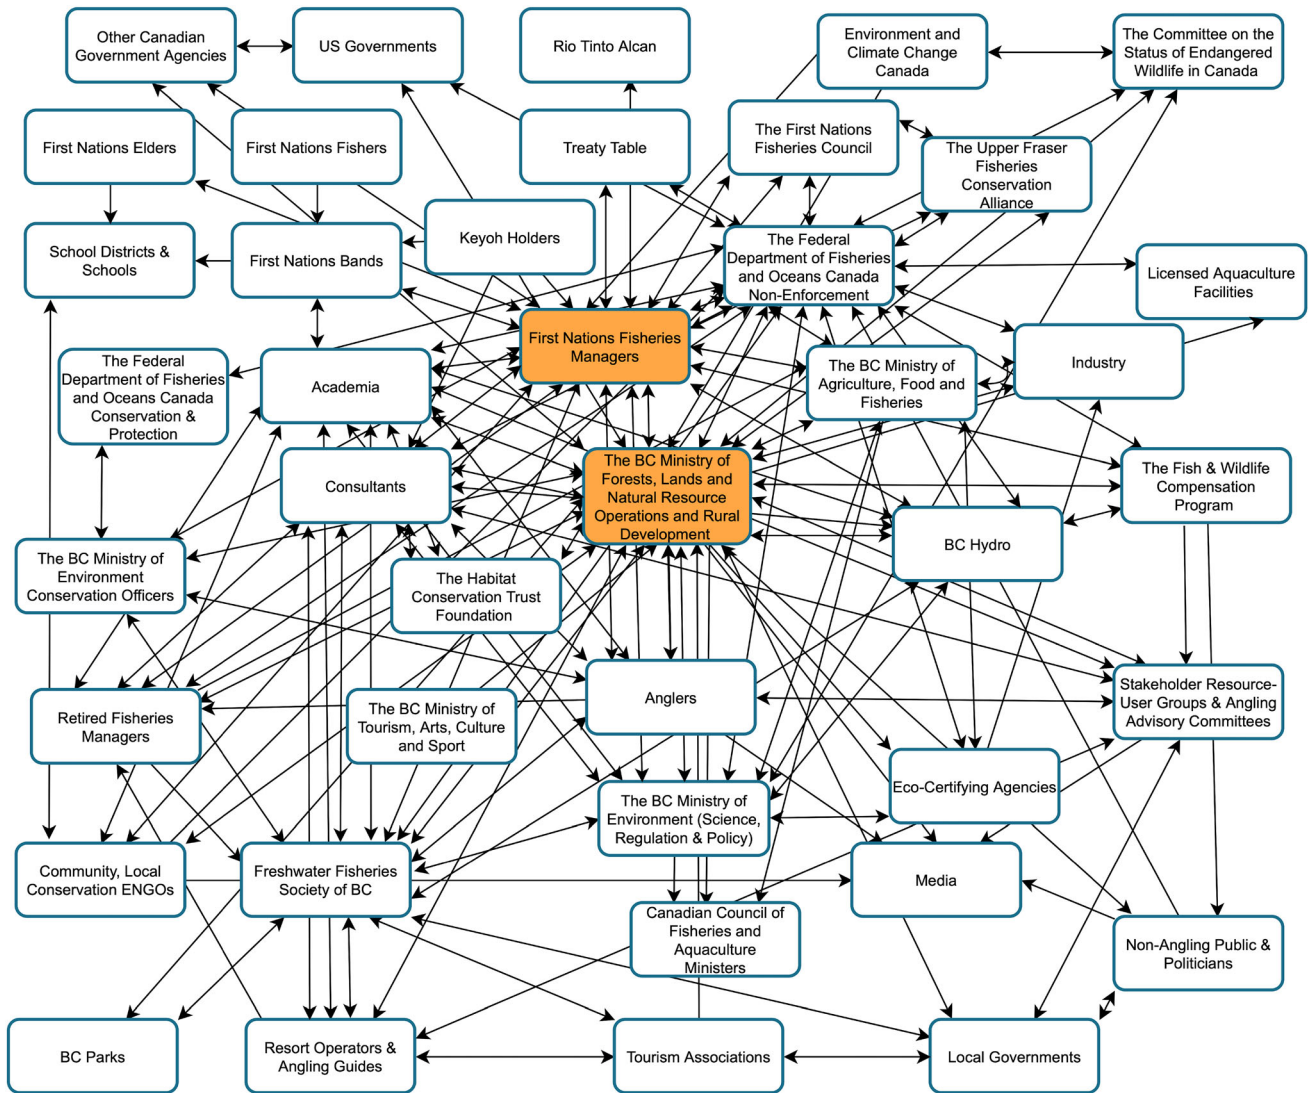 Other Canadian
Government Agencies
US Governments
Rio Tinto Alcan
Environment and
Climate Change
Canada
The Committee on the
Status of Endangered
Wildlife in Canada
First Nations Elders
First Nations Fishers
Treaty Table
The First Nations
Fisheries Council
The Upper Fraser
Fisheries
Conservation
Alliance
School Districts &
Schools
First Nations Bands
Keyoh Holders
The Federal
Department of Fisheries
and Oceans Canada
Non-Enforcement
Licensed Aquaculture
Facilities
The Federal
Department of Fisheries
and Oceans Canada
Conservation &
Protection
Academia
First Nations Fisheries
Managers
The BC Ministry of
Agriculture, Food and
Fisheries
Industry
Consultants
The BC Ministry of
Forests, Lands and
Natural Resource
Operations and Rural
Development
The Fish & Wildlife
Compensation
Program
The BC Ministry of
Environment
Conservation Officers
The Habitat
Conservation Trust
Foundation
BC Hydro
Retired Fisheries
Managers
The BC Ministry of
Tourism, Arts, Culture
and Sport
Anglers
Stakeholder Resource-
User Groups & Angling
Advisory Committees
The BC Ministry of
Environment (Science,
Regulation & Policy)
Eco-Certifying Agencies
Community, Local
Conservation ENGOs
Freshwater Fisheries
Society of BC
Media
Canadian Council of
Fisheries and
Aquaculture
Ministers
Non-Angling Public &
Politicians
BC Parks
Resort Operators &
Angling Guides
Tourism Associations
Local Governments